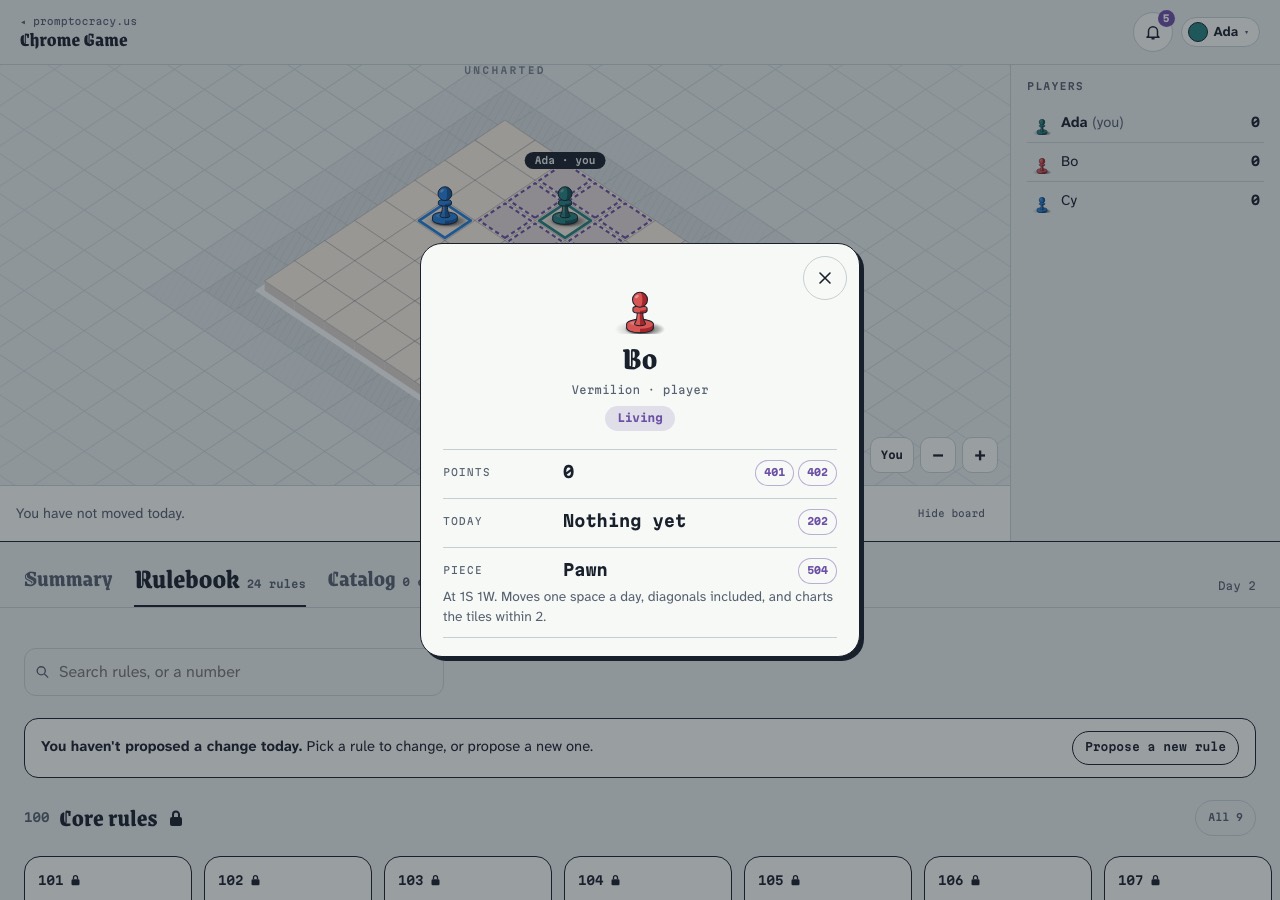 ◂ promptocracy.us
Chrome Game
5
Ada
UNCHARTED
Ada · you
PLAYERS
Ada (you) 0
Bo 0
Cy 0
Bo
Vermilion · player
Living
POINTS 0 401 402
TODAY Nothing yet 202
PIECE Pawn 504
At 1S 1W. Moves one space a day, diagonals included, and charts
the tiles within 2.
You − +
You have not moved today.
Hide board
Summary
Rulebook 24 rules
Catalog 0
Day 2
Search rules, or a number
You haven't proposed a change today. Pick a rule to change, or propose a new one.
Propose a new rule
100 Core rules
All 9
101
102
103
104
105
106
107